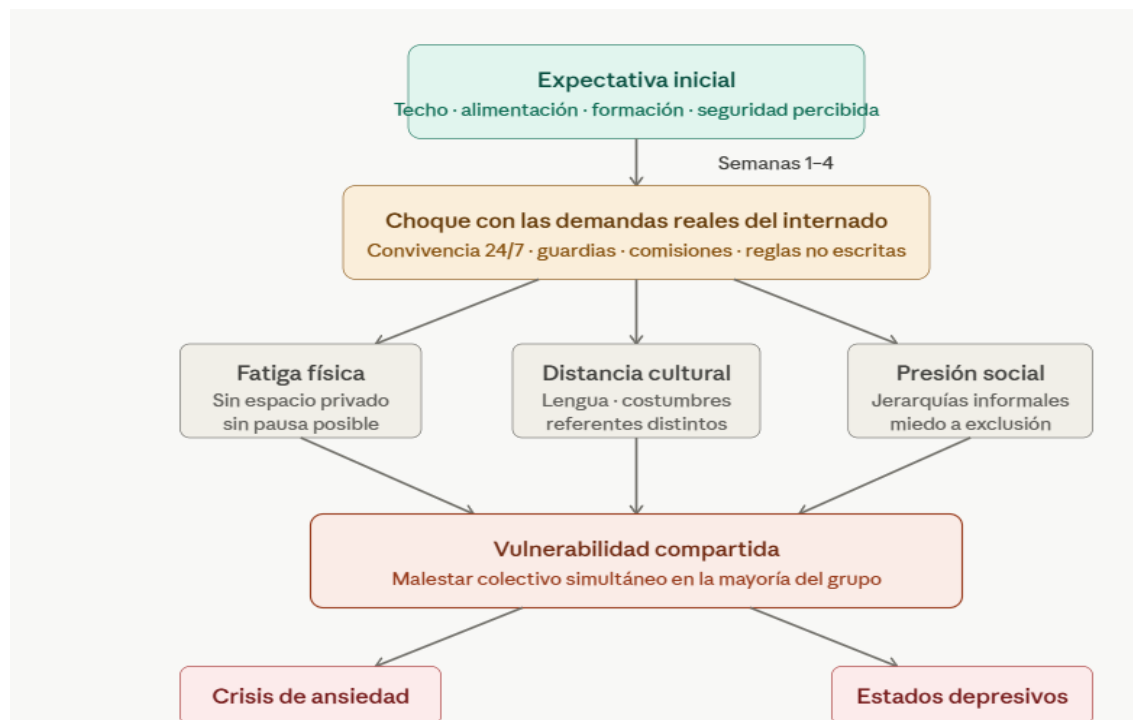 Expectativa inicial
Techo · alimentación · formación · seguridad percibida
Semanas 1–4
Choque con las demandas reales del internado
Convivencia 24/7 · guardias · comisiones · reglas no escritas
Fatiga física
Sin espacio privado
sin pausa posible
Distancia cultural
Lengua · costumbres
referentes distintos
Presión social
Jerarquías informales
miedo a exclusión
Vulnerabilidad compartida
Malestar colectivo simultáneo en la mayoría del grupo
Crisis de ansiedad
Estados depresivos